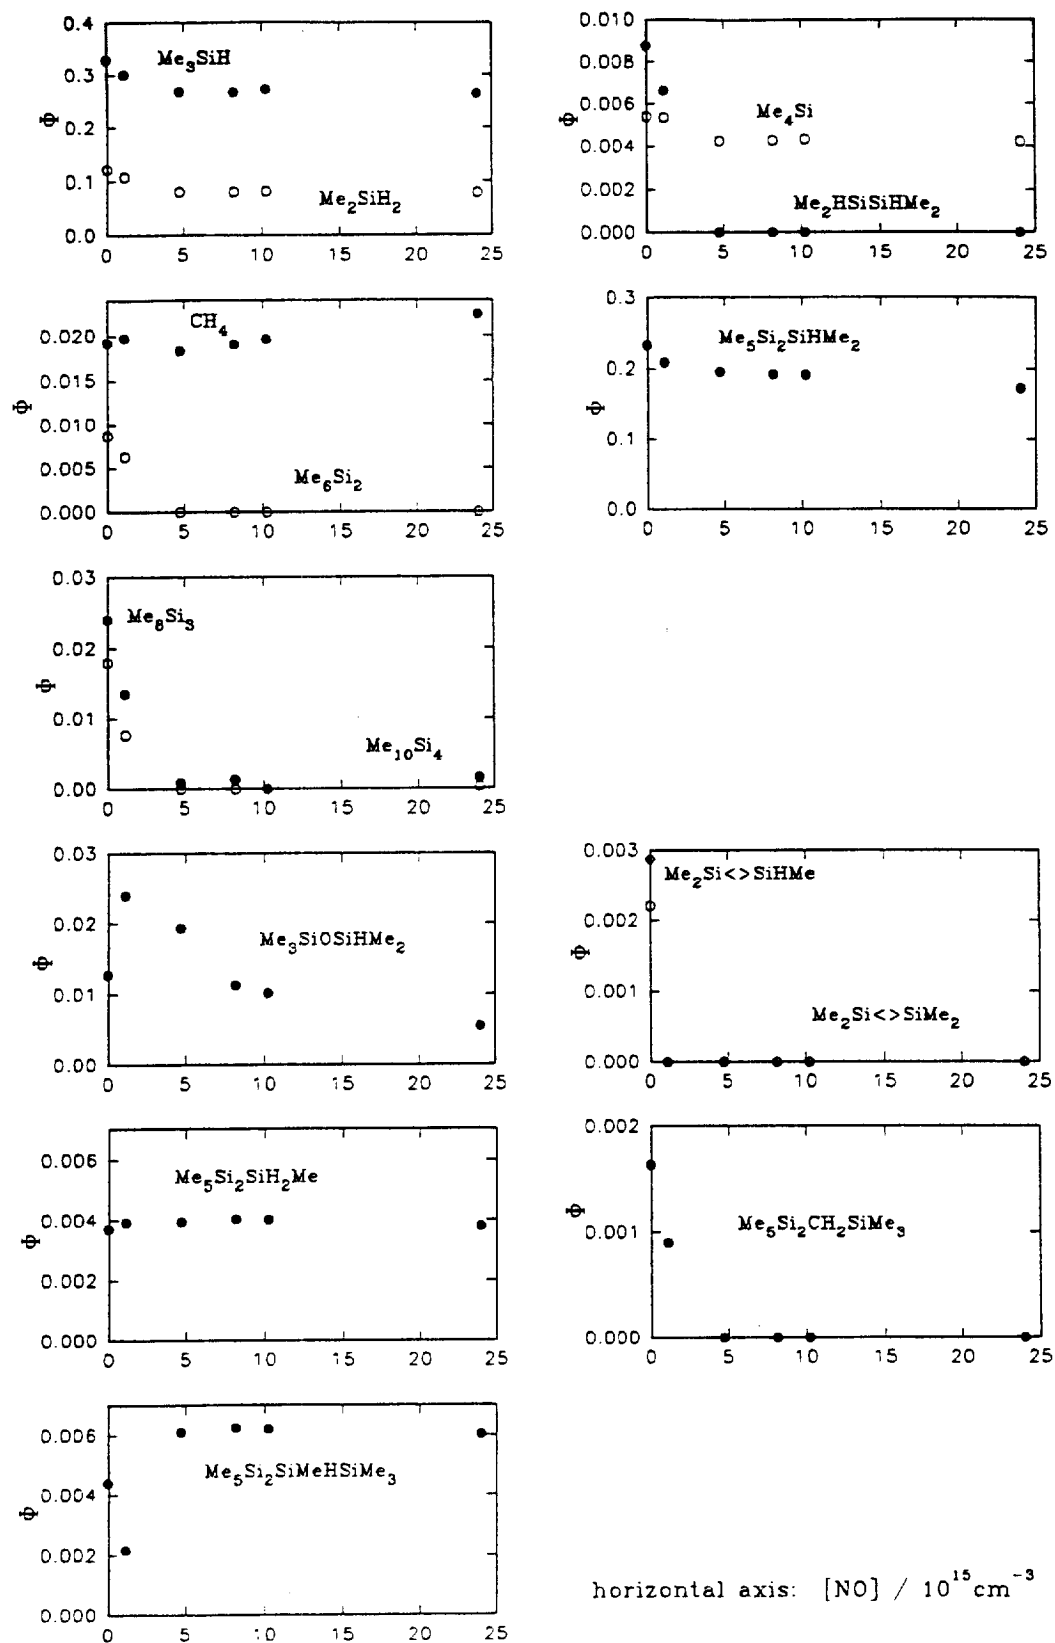 0.4
0.3
0.2
0.1
0.0
Φ
Me₃SiH
Me₂SiH₂
0 5 10 15 20 25
0.010
0.008
0.006
0.004
0.002
0.000
Φ
Me₄Si
Me₂HSiSiHMe₂
0 5 10 15 20 25
0.020
0.015
0.010
0.005
0.000
Φ
CH₄
Me₆Si₂
0 5 10 15 20 25
0.3
0.2
0.1
0.0
Φ
Me₅Si₂SiHMe₂
0 5 10 15 20 25
0.03
0.02
0.01
0.00
Φ
Me₈Si₃
Me₁₀Si₄
0 5 10 15 20 25
0.03
0.02
0.01
0.00
Φ
Me₃SiOSiHMe₂
0 5 10 15 20 25
0.003
0.002
0.001
0.000
Φ
Me₂Si<>SiHMe
Me₂Si<>SiMe₂
0 5 10 15 20 25
0.006
0.004
0.002
0.000
Φ
Me₅Si₂SiH₂Me
0 5 10 15 20 25
0.002
0.001
0.000
Φ
Me₅Si₂CH₂SiMe₃
0 5 10 15 20 25
0.006
0.004
0.002
0.000
Φ
Me₅Si₂SiMeHSiMe₃
0 5 10 15 20 25
horizontal axis: [NO] / 10¹⁵cm⁻³